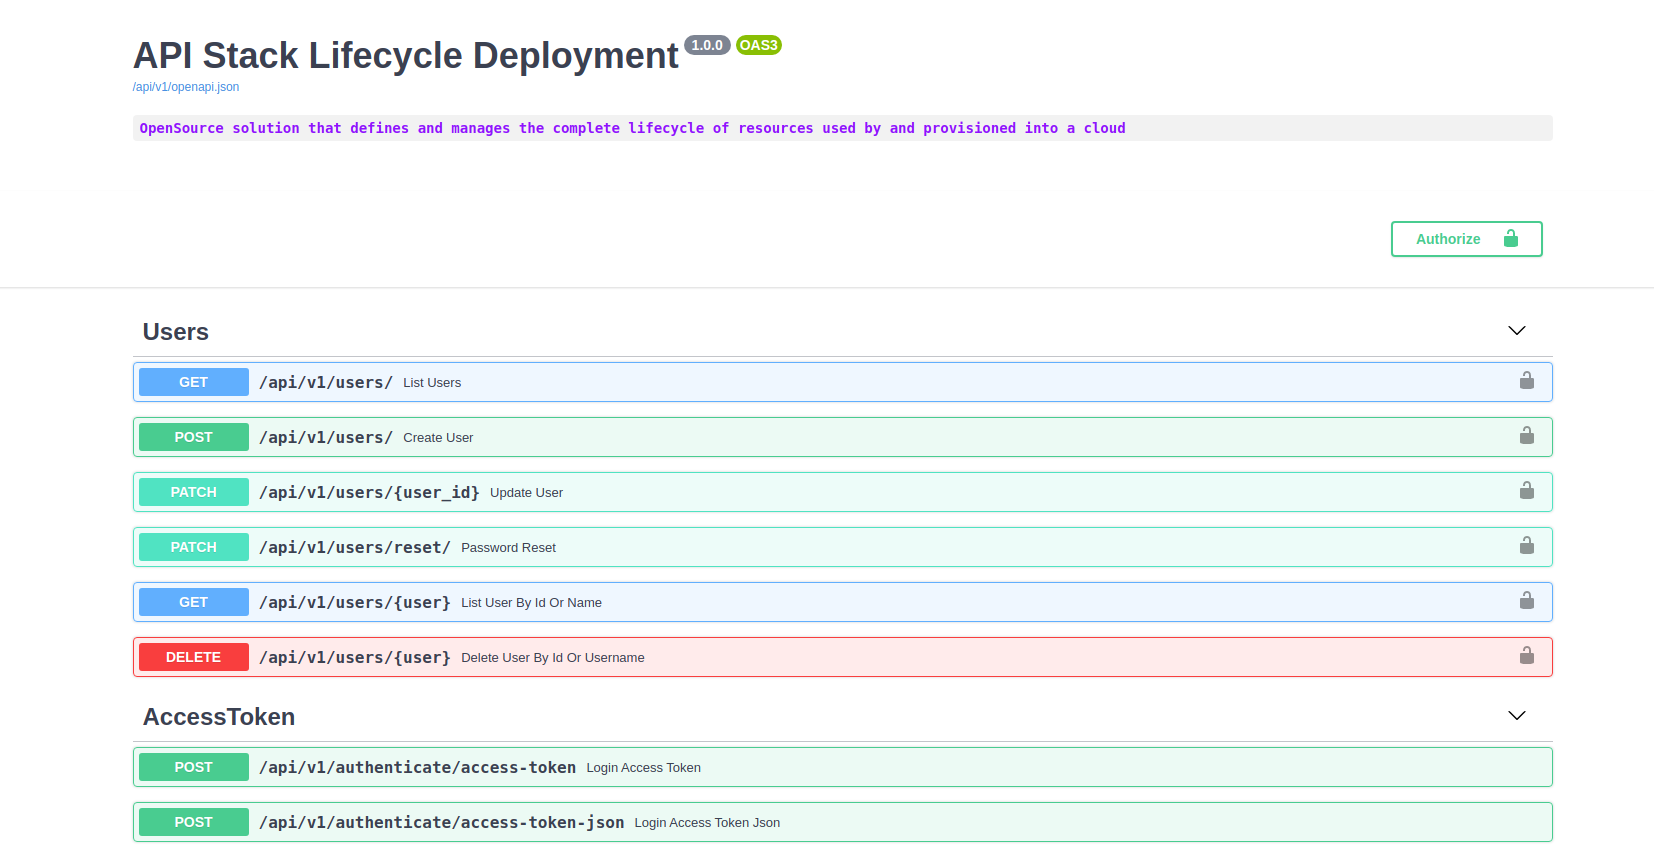 API Stack Lifecycle Deployment 1.0.0 OAS3
/api/v1/openapi.json
OpenSource solution that defines and manages the complete lifecycle of resources used by and provisioned into a cloud
Authorize
Users
GET /api/v1/users/ List Users
POST /api/v1/users/ Create User
PATCH /api/v1/users/{user_id} Update User
PATCH /api/v1/users/reset/ Password Reset
GET /api/v1/users/{user} List User By Id Or Name
DELETE /api/v1/users/{user} Delete User By Id Or Username
AccessToken
POST /api/v1/authenticate/access-token Login Access Token
POST /api/v1/authenticate/access-token-json Login Access Token Json